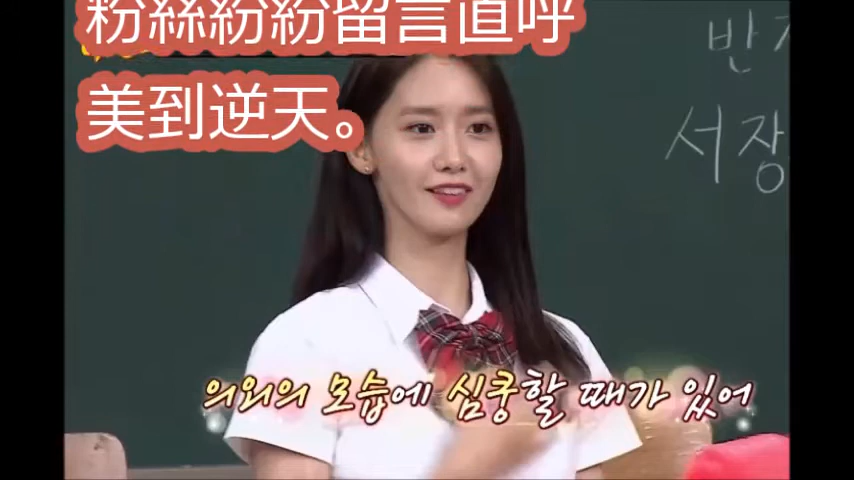 粉絲紛紛留言直呼
美到逆天。
반
서장
의외의 모습에 심쿵할 때가 있어